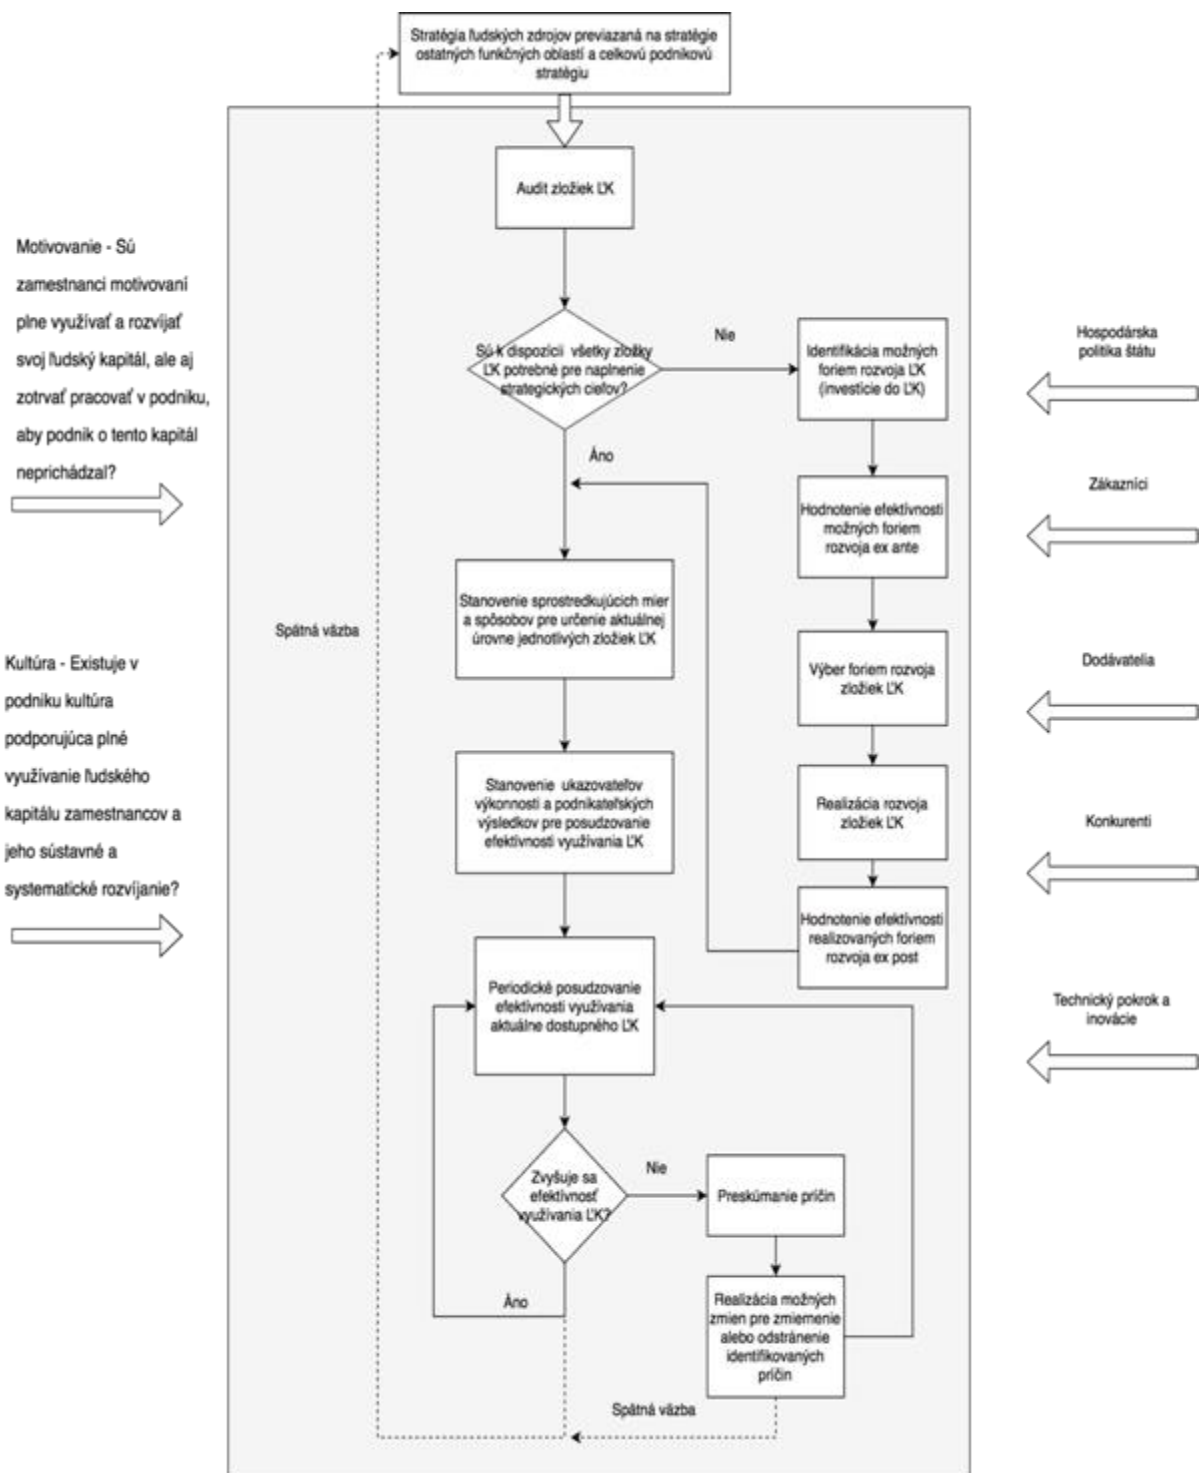 Stratégia ľudských zdrojov previazaná na stratégie
ostatných funkčných oblastí a celkovú podnikovú
stratégiu
Audit zložiek ĽK
Motivovanie - Sú
zamestnanci motivovaní
plne využívať a rozvíjať
svoj ľudský kapitál, ale aj
zotrvať pracovať v podniku,
aby podnik o tento kapitál
neprichádzal?
Sú k dispozícii všetky zložky
ĽK potrebné pre naplnenie
strategických cieľov?
Nie
Áno
Identifikácia možných
foriem rozvoja ĽK
(investície do ĽK)
Hospodárska
politika štátu
Hodnotenie efektívnosti
možných foriem
rozvoja ex ante
Zákazníci
Stanovenie sprostredkujúcich mier
a spôsobov pre určenie aktuálnej
úrovne jednotlivých zložiek ĽK
Spätná väzba
Výber foriem rozvoja
zložiek ĽK
Dodávatelia
Kultúra - Existuje v
podniku kultúra
podporujúca plné
využívanie ľudského
kapitálu zamestnancov a
jeho sústavné a
systematické rozvíjanie?
Stanovenie ukazovateľov
výkonnosti a podnikateľských
výsledkov pre posudzovanie
efektívnosti využívania ĽK
Realizácia rozvoja
zložiek ĽK
Konkurenti
Hodnotenie efektívnosti
realizovaných foriem
rozvoja ex post
Periodické posudzovanie
efektívnosti využívania
aktuálne dostupného ĽK
Technický pokrok a
inovácie
Zvyšuje sa
efektívnosť
využívania ĽK?
Nie
Áno
Preskúmanie príčin
Realizácia možných
zmien pre zmiernenie
alebo odstránenie
identifikovaných
príčin
Spätná väzba